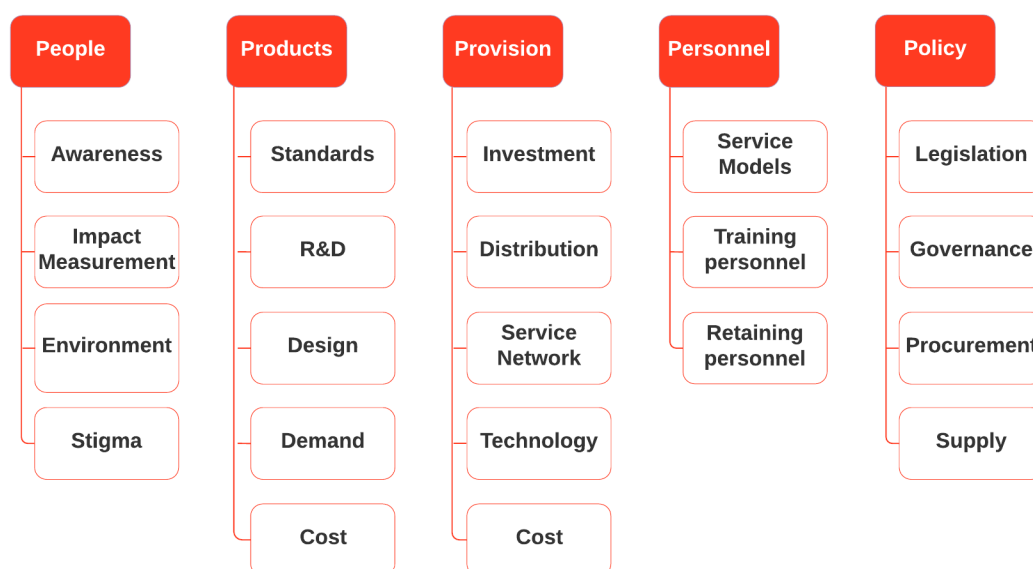 People
Awareness
Impact
Measurement
Environment
Stigma
Products
Standards
R&D
Design
Demand
Cost
Provision
Investment
Distribution
Service
Network
Technology
Cost
Personnel
Service
Models
Training
personnel
Retaining
personnel
Policy
Legislation
Governance
Procurement
Supply